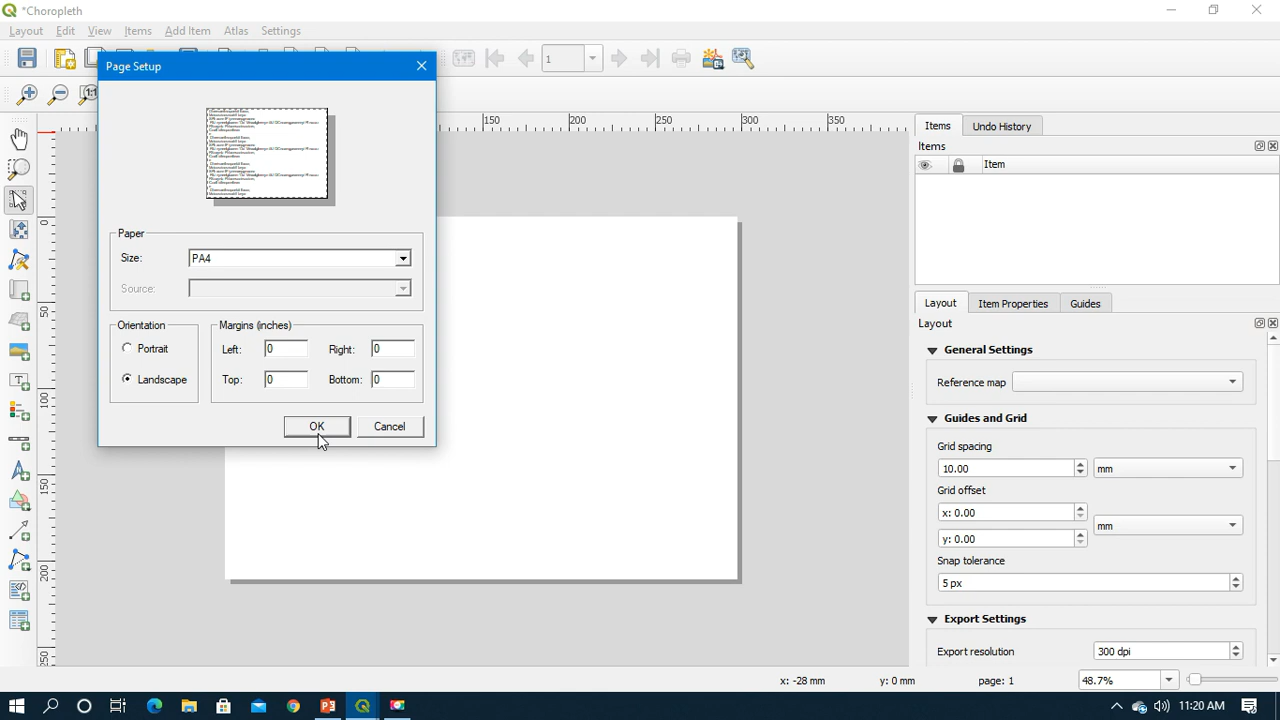 *Choropleth
Layout Edit View Items Add Item Atlas Settings
1
Page Setup
Paper
Size: PA4
Source:
Orientation
Portrait
Landscape
Margins (inches)
Left: 0 Right: 0
Top: 0 Bottom: 0
OK Cancel
150 200 250 300 350
0
50
100
150
200
250
Items Undo History
Items
Item
Layout Item Properties Guides
Layout
General Settings
Reference map
Guides and Grid
Grid spacing
10.00 mm
Grid offset
x: 0.00
mm
y: 0.00
Snap tolerance
5 px
Export Settings
Export resolution 300 dpi
x: -28 mm y: 0 mm page: 1 48.7%
11:20 AM